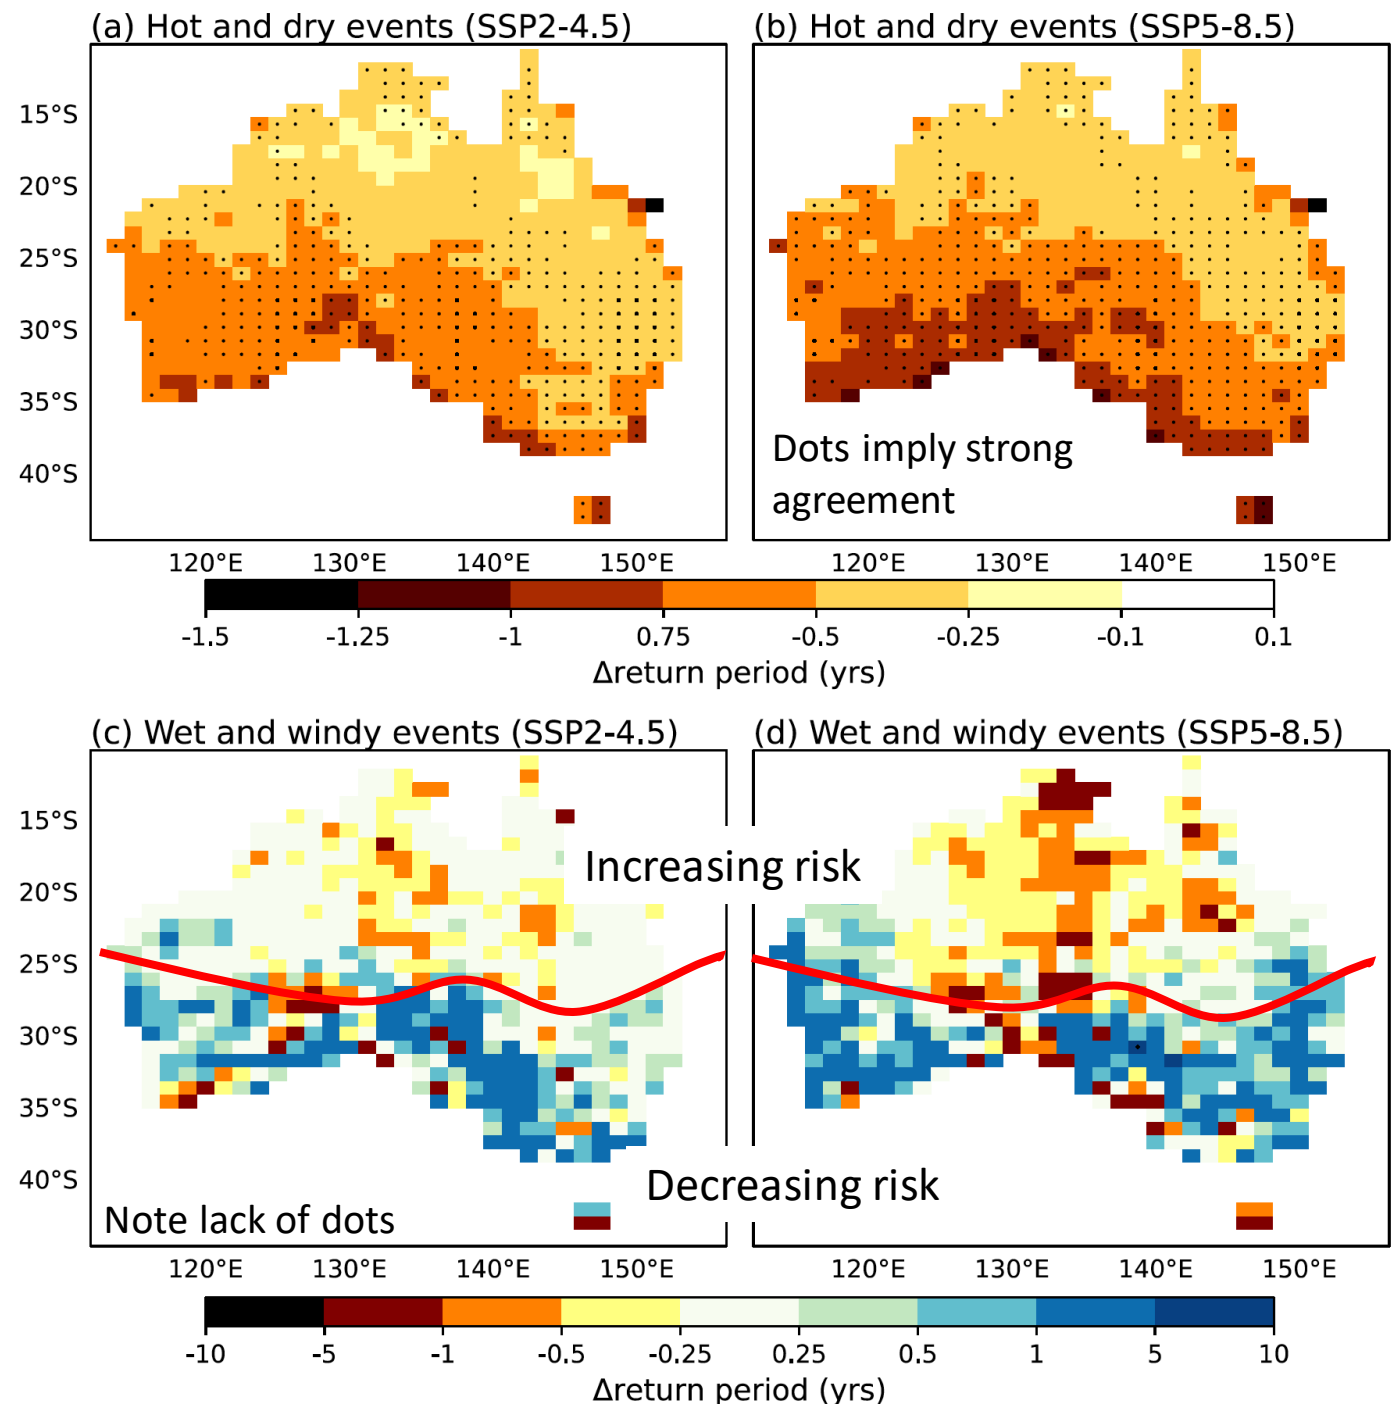 (a) Hot and dry events (SSP2-4.5)
(b) Hot and dry events (SSP5-8.5)
15°S
20°S
25°S
30°S
35°S
40°S
Dots imply strong
agreement
120°E 130°E 140°E 150°E
120°E 130°E 140°E 150°E
-1.5 -1.25 -1 0.75 -0.5 -0.25 -0.1 0.1
Δreturn period (yrs)
(c) Wet and windy events (SSP2-4.5)
(d) Wet and windy events (SSP5-8.5)
15°S
20°S
25°S
30°S
35°S
40°S
Increasing risk
Decreasing risk
Note lack of dots
120°E 130°E 140°E 150°E
120°E 130°E 140°E 150°E
-10 -5 -1 -0.5 -0.25 0.25 0.5 1 5 10
Δreturn period (yrs)